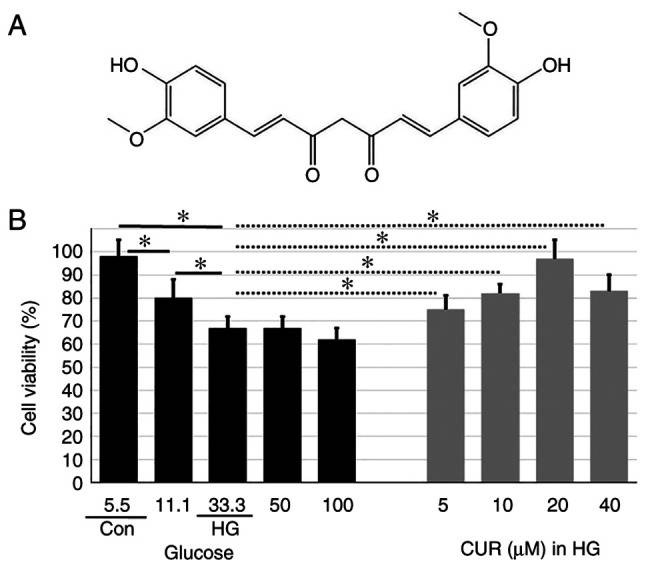 A
HO
O
O
O
O
OH
B
* * * * * * *
Cell viability (%)
100
90
80
70
60
50
40
30
20
10
0
5.5 11.1 33.3 50 100 5 10 20 40
Con HG
Glucose CUR (μM) in HG